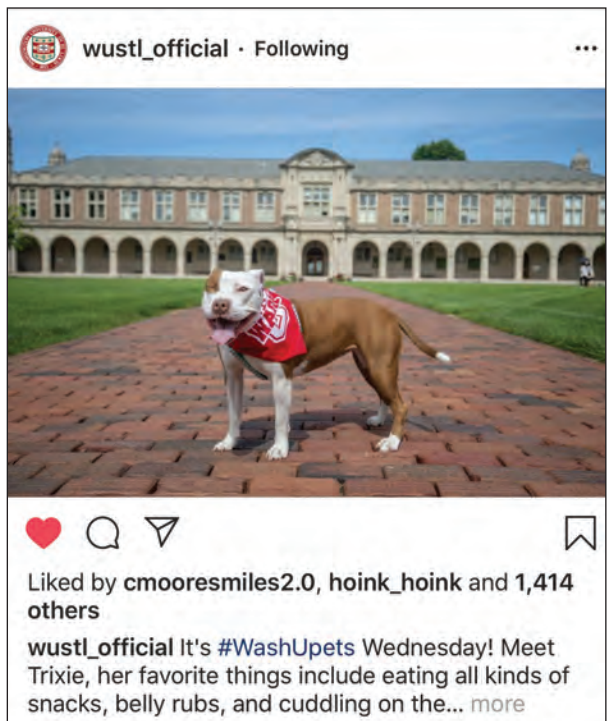 wustl_official · Following
Liked by cmooresmiles2.0, hoink_hoink and 1,414
others
wustl_official It's #WashUpets Wednesday! Meet
Trixie, her favorite things include eating all kinds of
snacks, belly rubs, and cuddling on the... more